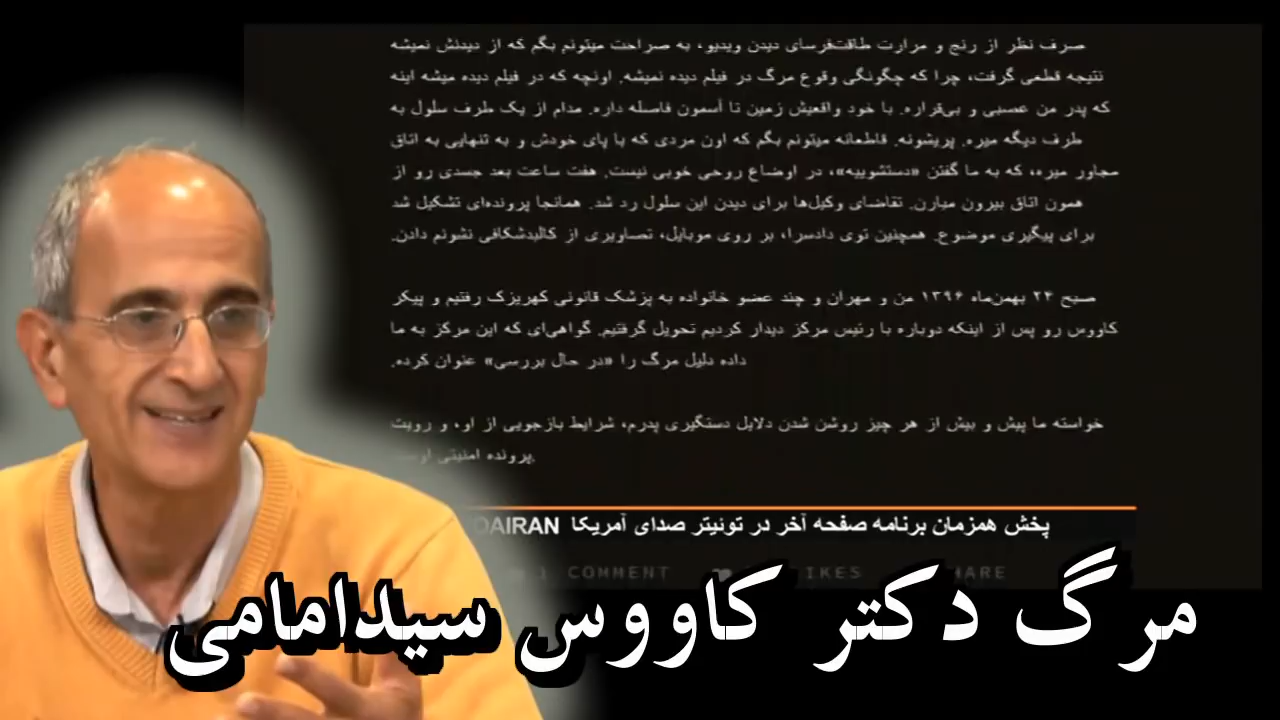 صرف نظر از رنج و مرارت طاقت‌فرسای دیدن ویدیو، به صراحت میتونم بگم که از دیدنش نمیشه
نتیجه قطعی گرفت، چرا که چگونگی وقوع مرگ در فیلم دیده نمیشه. اونچه که در فیلم دیده میشه اینه
که پدر من عصبی و بی‌قراره. با خود واقعیش زمین تا آسمون فاصله داره. مدام از یک طرف سلول به
طرف دیگه میره. پریشونه. قاطعانه میتونم بگم که اون مردی که با پای خودش و به تنهایی به اتاق
مجاور میره، که به ما گفتن «دستشوییه»، در اوضاع روحی خوبی نیست. هفت ساعت بعد جسدی رو از
همون اتاق بیرون میارن. تقاضای وکیل‌ها برای دیدن این سلول رد شد. همانجا پرونده‌ای تشکیل شد
برای پیگیری موضوع. همچنین توی دادسرا، بر روی موبایل، تصاویری از کالبدشکافی نشونم دادن.
صبح ۲۴ بهمن‌ماه ۱۳۹۶ من و مهران و چند عضو خانواده به پزشک قانونی کهریزک رفتیم و پیکر
کاووس رو پس از اینکه دوباره با رئیس مرکز دیدار کردیم تحویل گرفتیم. گواهی‌ای که این مرکز به ما
داده دلیل مرگ را «در حال بررسی» عنوان کرده.
خواسته ما پیش و بیش از هر چیز روشن شدن دلایل دستگیری پدرم، شرایط بازجویی از او، و رویت
پرونده امنیتی
پخش همزمان برنامه صفحه آخر در توئیتر صدای آمریکا OAIRAN
1 COMMENT IKES ARE
مرگ دکتر کاووس سیدامامی